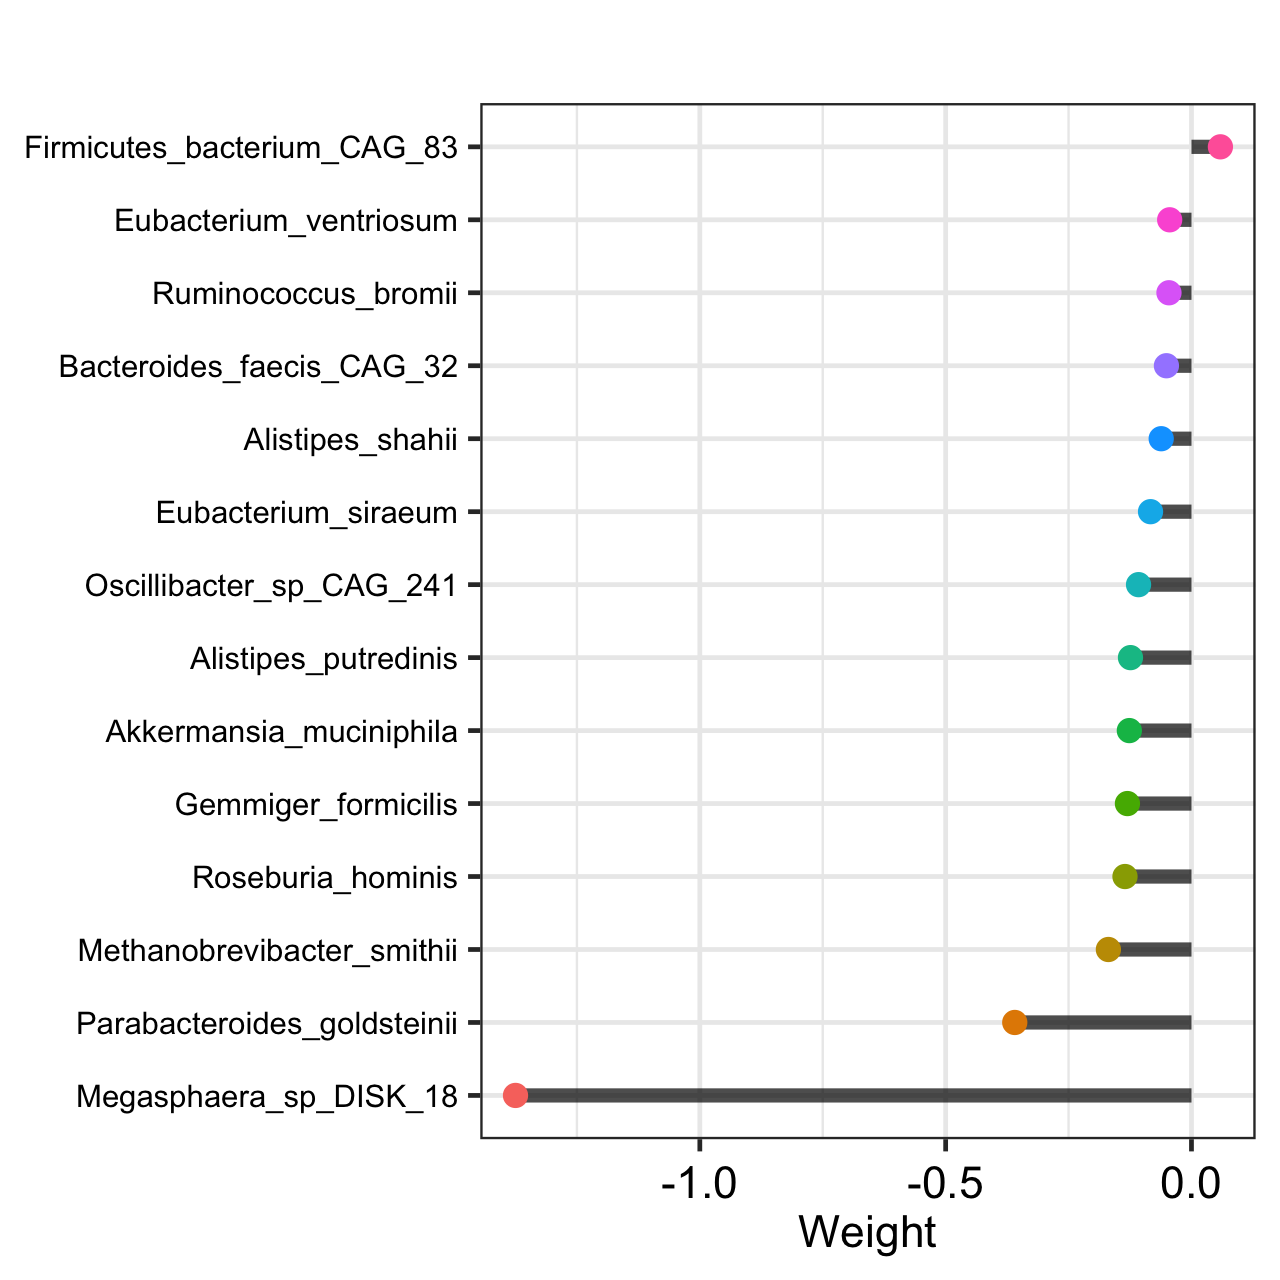 Firmicutes_bacterium_CAG_83
Eubacterium_ventriosum
Ruminococcus_bromii
Bacteroides_faecis_CAG_32
Alistipes_shahii
Eubacterium_siraeum
Oscillibacter_sp_CAG_241
Alistipes_putredinis
Akkermansia_muciniphila
Gemmiger_formicilis
Roseburia_hominis
Methanobrevibacter_smithii
Parabacteroides_goldsteinii
Megasphaera_sp_DISK_18
-1.0 -0.5 0.0
Weight